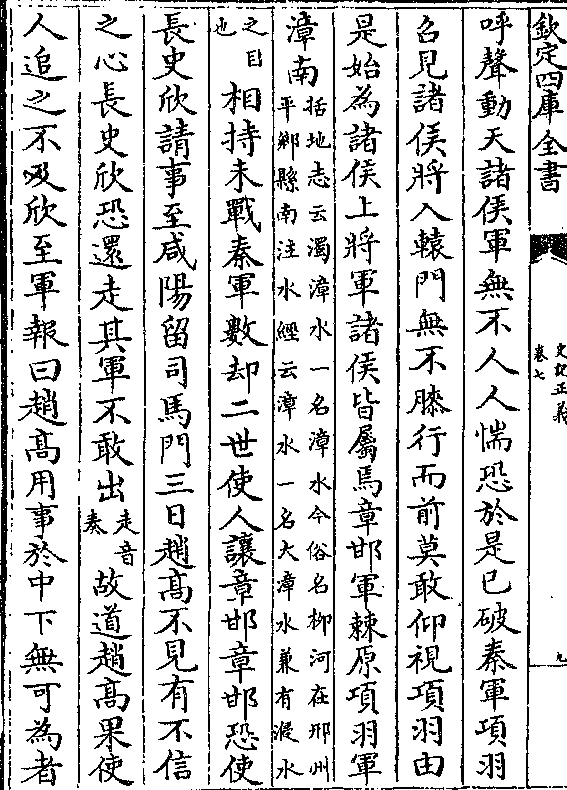 欽定四庫全書
史記正義
卷七
九
呼聲動天諸侯軍無不人人惴恐於是已破秦軍項羽
召見諸侯將入轅門無不膝行而前莫敢仰視項羽由
是始為諸侯上將軍諸侯皆屬焉章邯軍棘原項羽軍
漳南括地志云濁漳水一名漳水今俗名柳河在邢州
平鄉縣南注水經云漳水一名大漳水兼有㴆水
之目
也
相持未戰秦軍數却二世使人讓章邯章邯恐使
長史欣請事至咸陽留司馬門三日趙髙不見有不信
之心長史欣恐還走其軍不敢出走音
奏
故道趙髙果使
人追之不及欣至軍報曰趙髙用事於中下無可為者